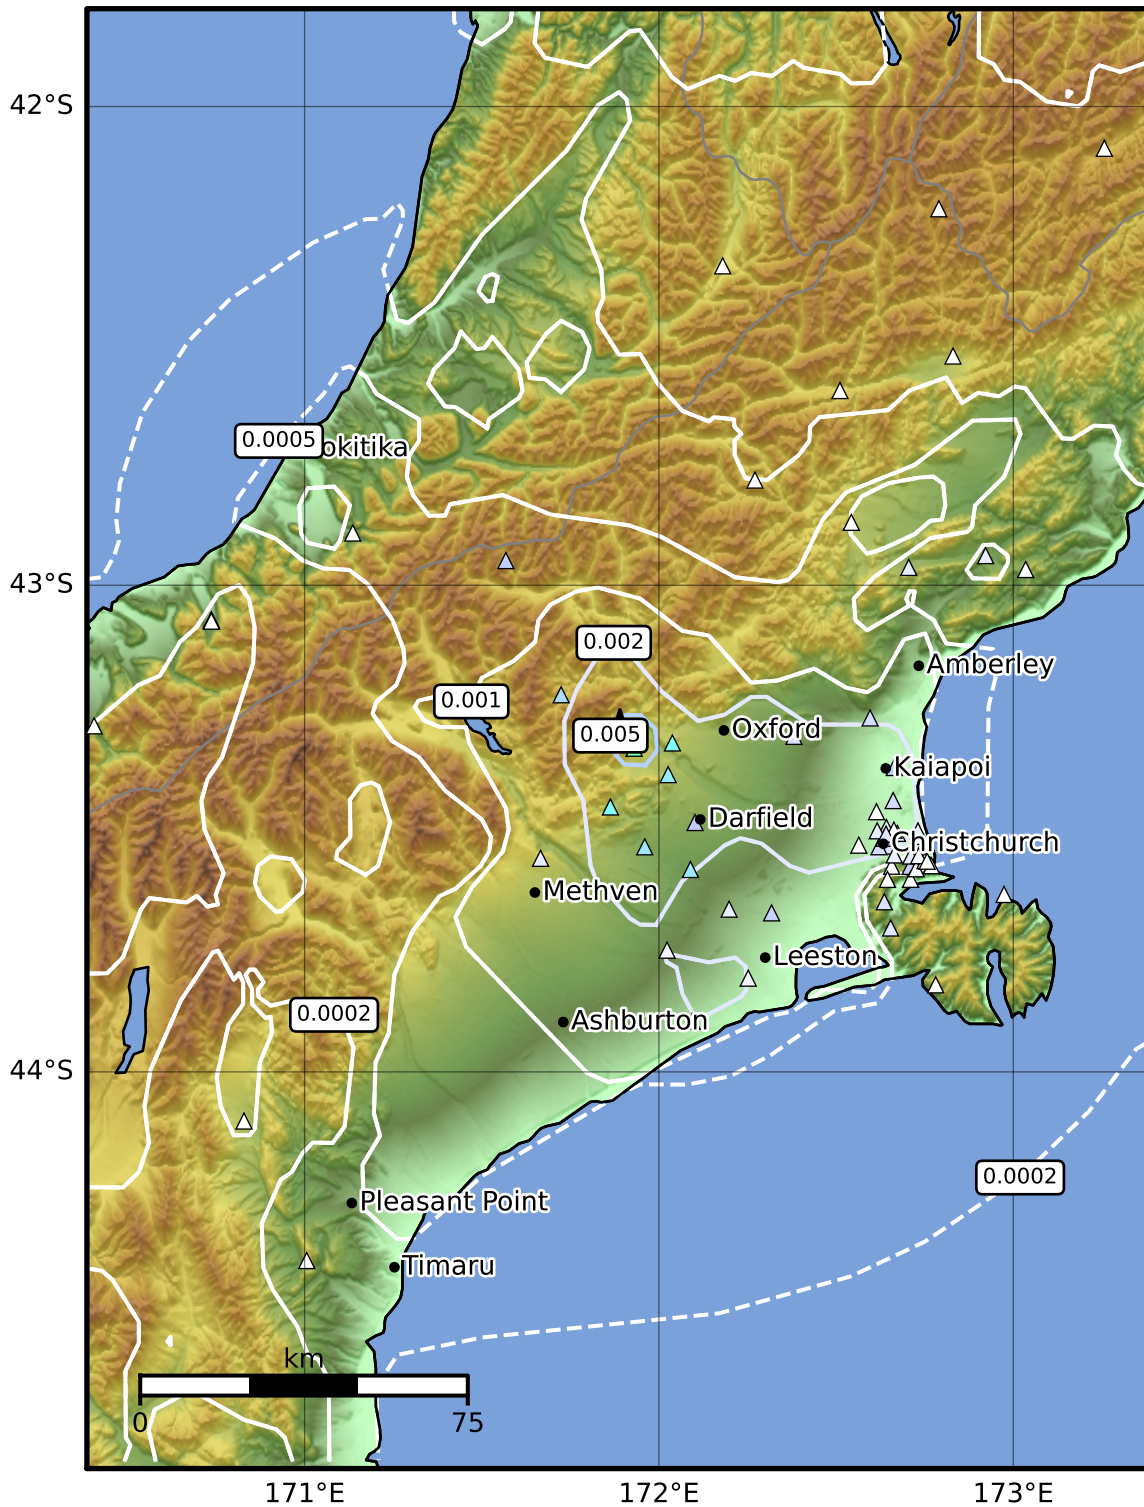 42°S
0.0005
okitika
43°S
0.002
Amberley
0.001
0.005
Oxford
Kaiapoi
Darfield
Christchurch
Methven
Leeston
0.0002
Ashburton
44°S
0.0002
Pleasant Point
Timaru
km
0
75
171°E
172°E
173°E